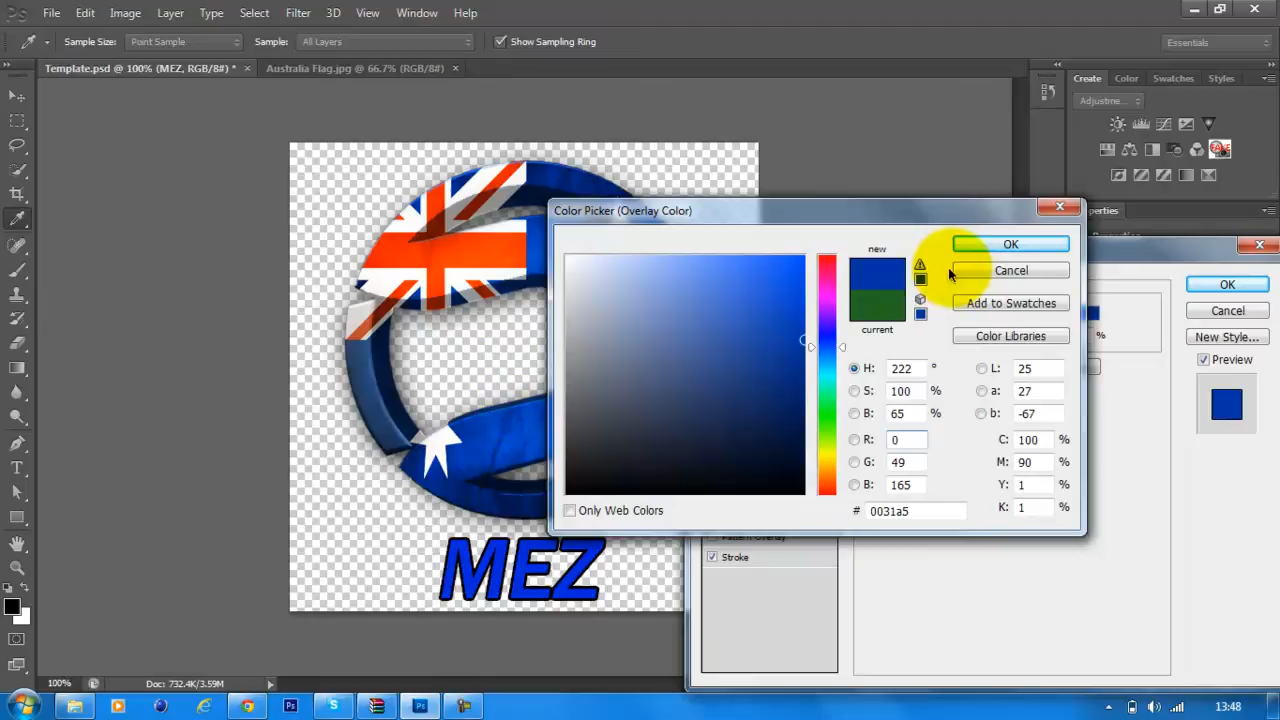 Ps File Edit Image Layer Type Select Filter 3D View Window Help
Sample Size: Point Sample Sample: All Layers Show Sampling Ring Essentials
Template.psd @ 100% (MEZ, RGB/8#) * × Australia Flag.jpg @ 66.7% (RGB/8#) ×
Create Color Swatches Styles
Adjustme...
Color Picker (Overlay Color)
new
OK
Cancel
Add to Swatches
Color Libraries
current
H: 222 ° L: 25
S: 100 % a: 27
B: 65 % b: -67
R: 0 C: 100 %
G: 49 M: 90 %
B: 165 Y: 1 %
# 0031a5 K: 1 %
Only Web Colors
OK
Cancel
New Style...
Preview
%
Stroke
MEZ
100% Doc: 732.4K/3.59M
13:48